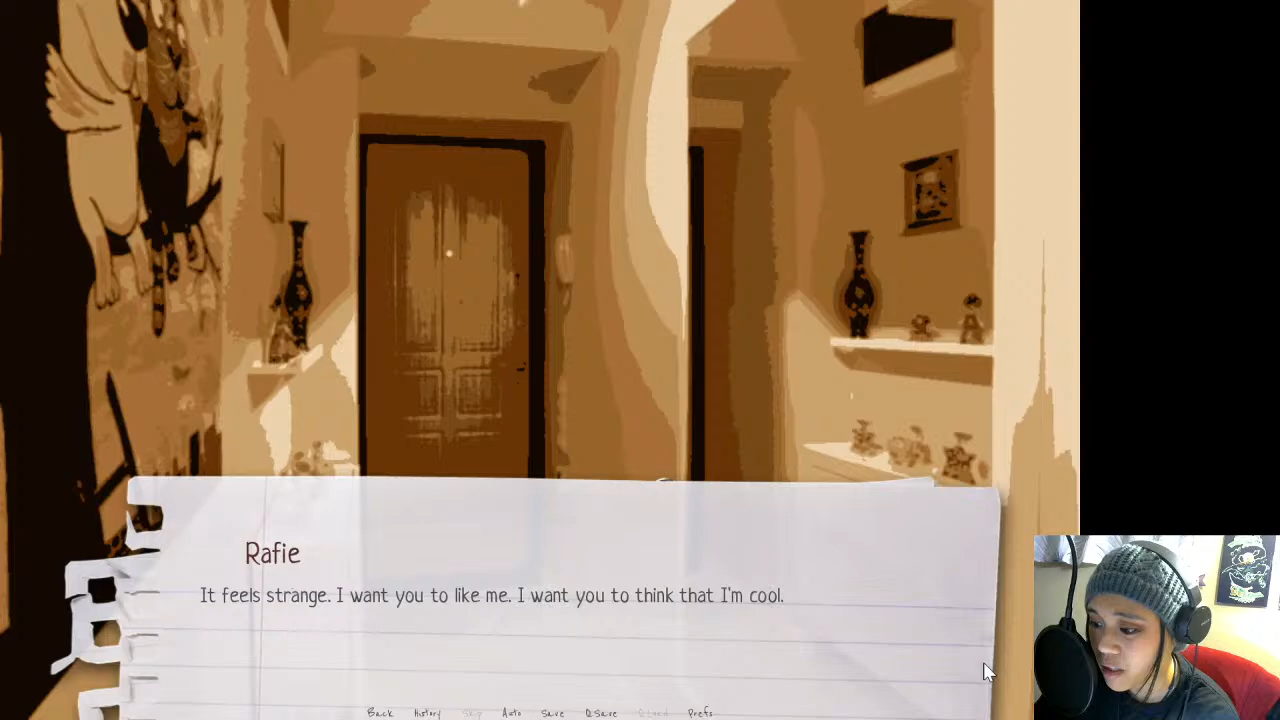 Rafie
It feels strange. I want you to like me. I want you to think that I'm cool.
Back History Skip Auto Save Q.Save Q.Load Prefs